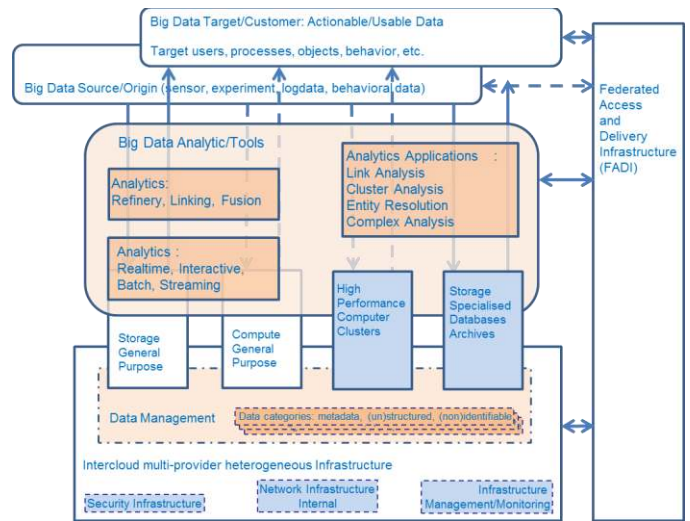 Big Data Target/Customer: Actionable/Usable Data
Target users, processes, objects, behavior, etc.
Big Data Source/Origin (sensor, experiment, logdata, behavioral data)
Federated
Access
and
Delivery
Infrastructure
(FADI)
Big Data Analytic/Tools
Analytics:
Refinery, Linking, Fusion
Analytics Applications :
Link Analysis
Cluster Analysis
Entity Resolution
Complex Analysis
Analytics :
Realtime, Interactive,
Batch, Streaming
Storage
General
Purpose
Compute
General
Purpose
High
Performance
Computer
Clusters
Storage
Specialised
Databases
Archives
Data Management
Data categories: metadata, (un)structured, (non)identifiable
Intercloud multi-provider heterogeneous Infrastructure
Security Infrastructure
Network Infrastructure
Internal
Infrastructure
Management/Monitoring